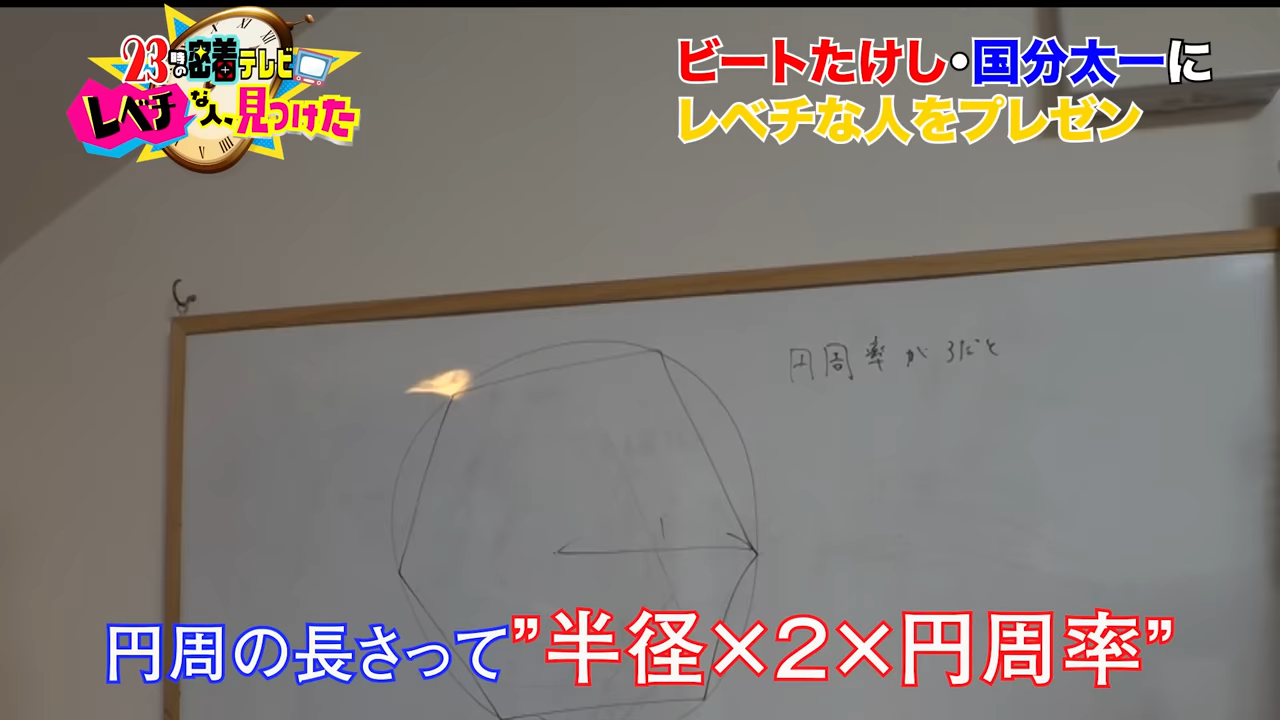 23時の密着テレビ
レベチな人、見つけた
ビートたけし・国分太一に
レベチな人をプレゼン
円周率が3だと
1
円周の長さって”半径×2×円周率”